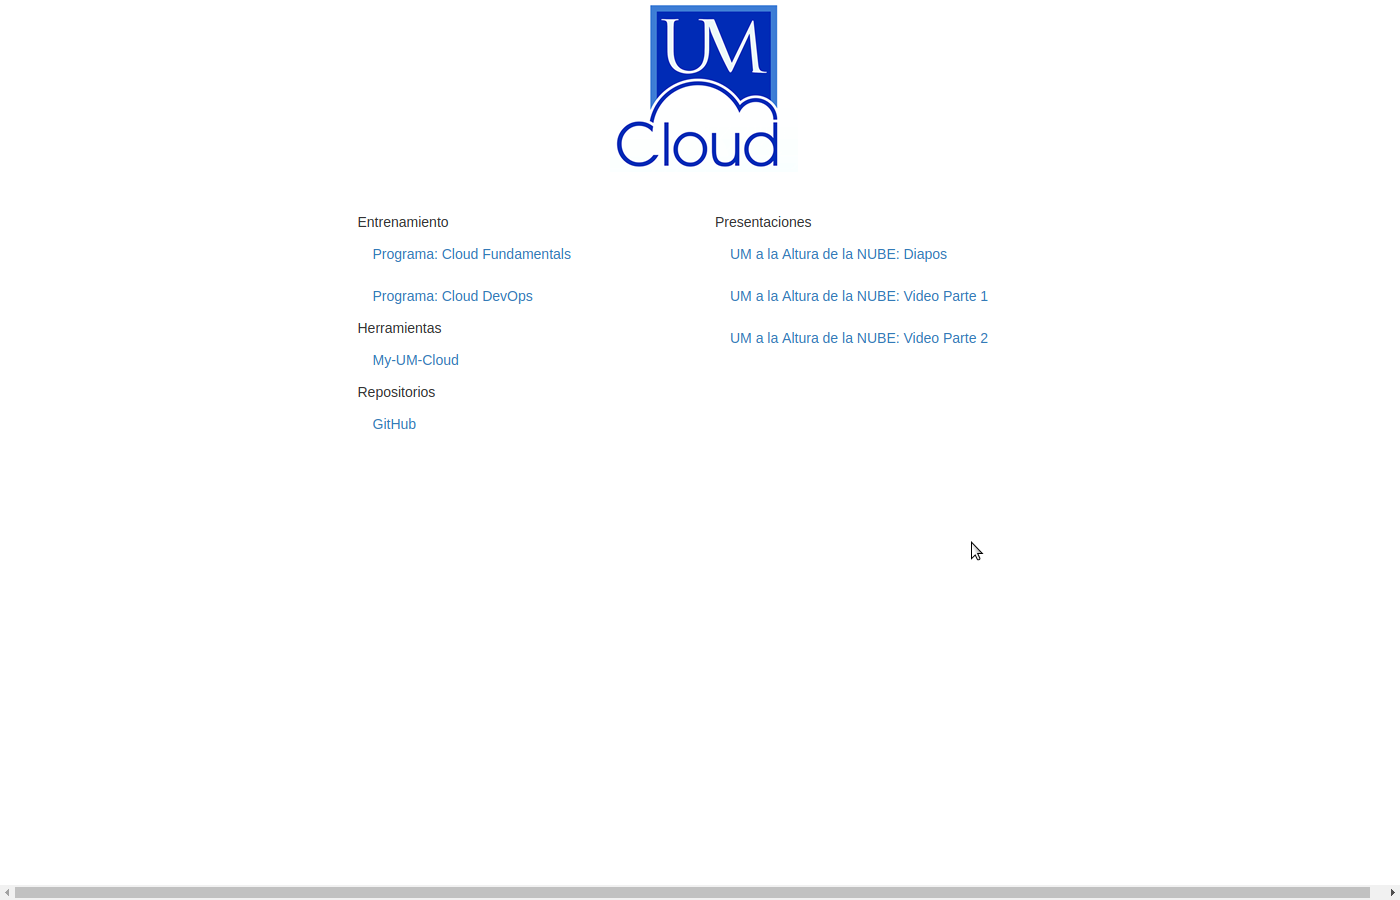 UM
Cloud
Entrenamiento
Programa: Cloud Fundamentals
Programa: Cloud DevOps
Herramientas
My-UM-Cloud
Repositorios
GitHub
Presentaciones
UM a la Altura de la NUBE: Diapos
UM a la Altura de la NUBE: Video Parte 1
UM a la Altura de la NUBE: Video Parte 2